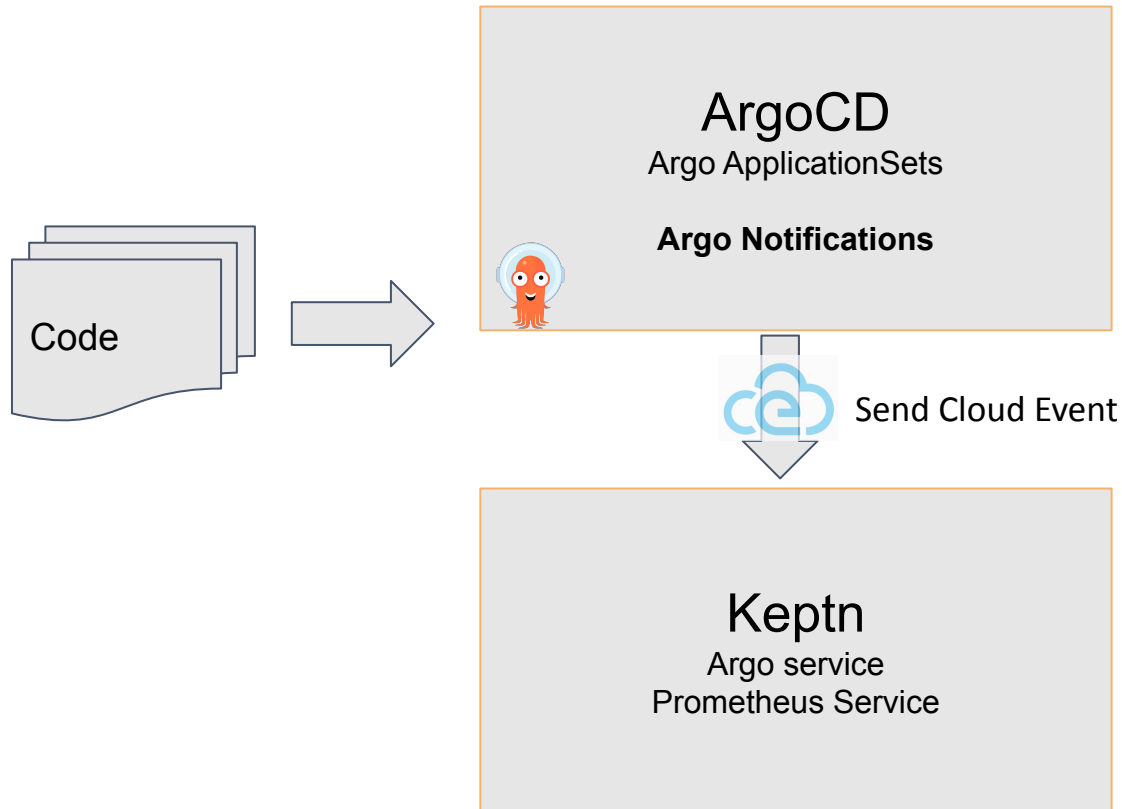 ArgoCD
Argo ApplicationSets
Argo Notifications
Code
Send Cloud Event
Keptn
Argo service
Prometheus Service